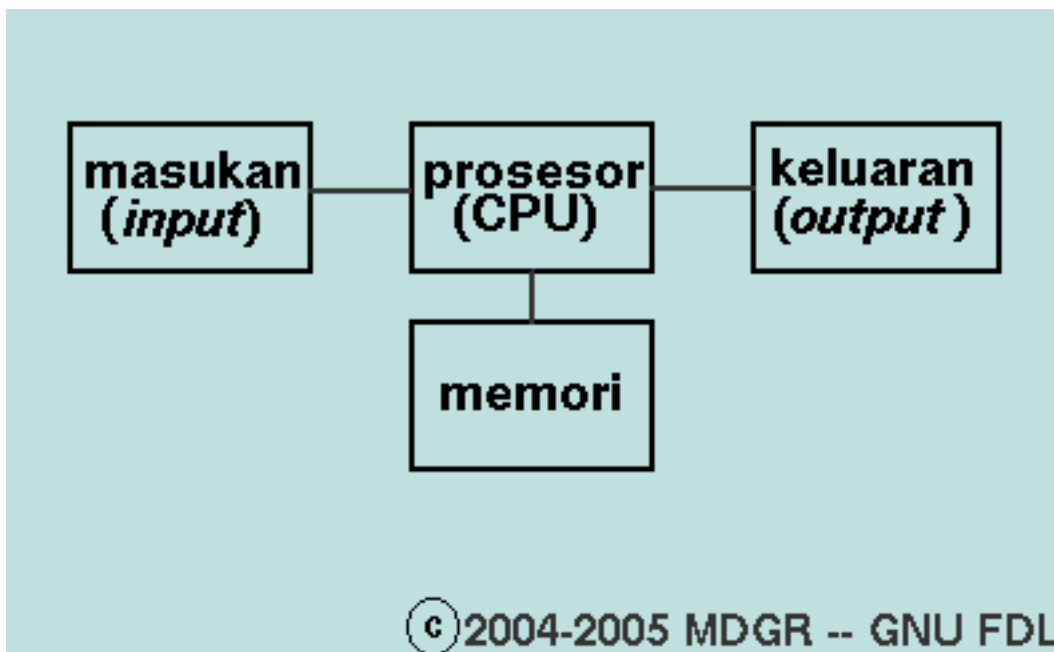 masukan
(input)
prosesor
(CPU)
keluaran
(output)
memori
©2004-2005 MDGR -- GNU FDL